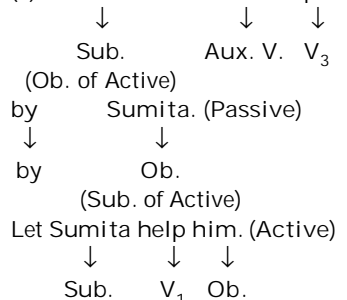 ↓ ↓ ↓
Sub. Aux. V. V₃
(Ob. of Active)
by Sumita. (Passive)
↓ ↓
by Ob.
(Sub. of Active)
Let Sumita help him. (Active)
↓ ↓ ↓
Sub. V₁ Ob.